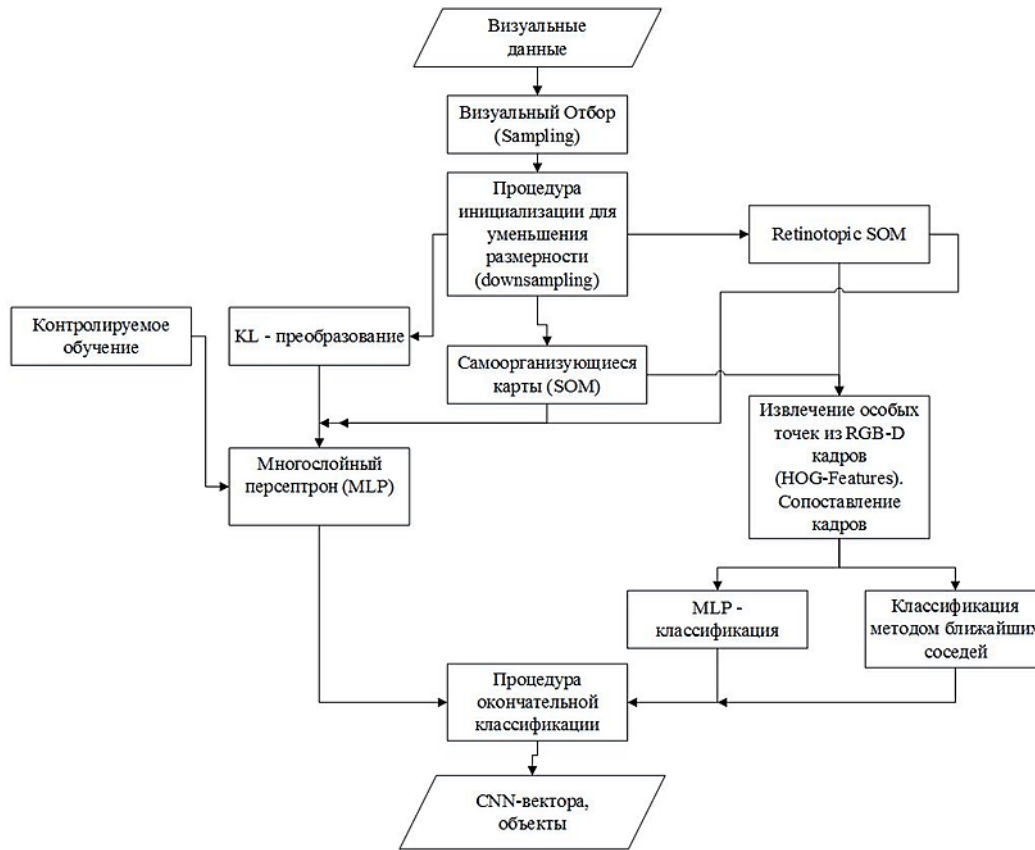 Визуальные
данные
Визуальный Отбор
(Sampling)
Процедура
инициализации для
уменьшения
размерности
(downsampling)
Retinotopic SOM
Контролируемое
обучение
KL - преобразование
Самоорганизующиеся
карты (SOM)
Извлечение особых
точек из RGB-D
кадров
(HOG-Features).
Сопоставление
кадров
Многослойный
персептрон (MLP)
MLP -
классификация
Классификация
методом ближайших
соседей
Процедура
окончательной
классификации
CNN-вектора,
объекты